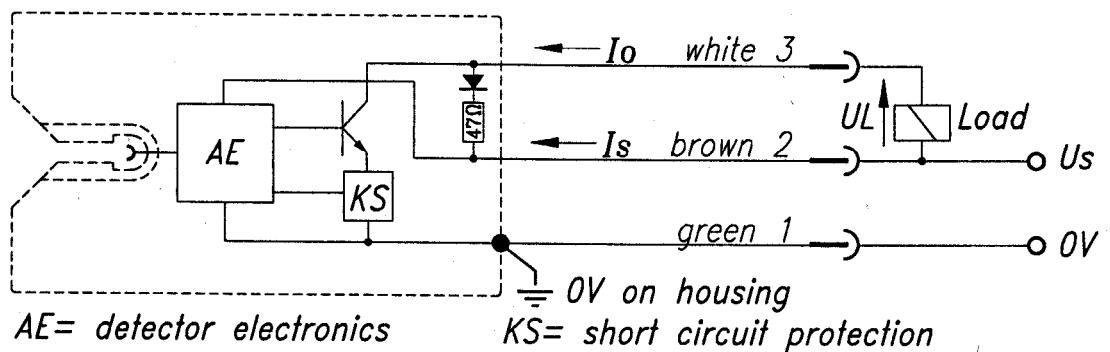 Io white 3
47Ω
UL Load
AE
Is brown 2
Us
KS
green 1
0V
0V on housing
AE= detector electronics
KS= short circuit protection